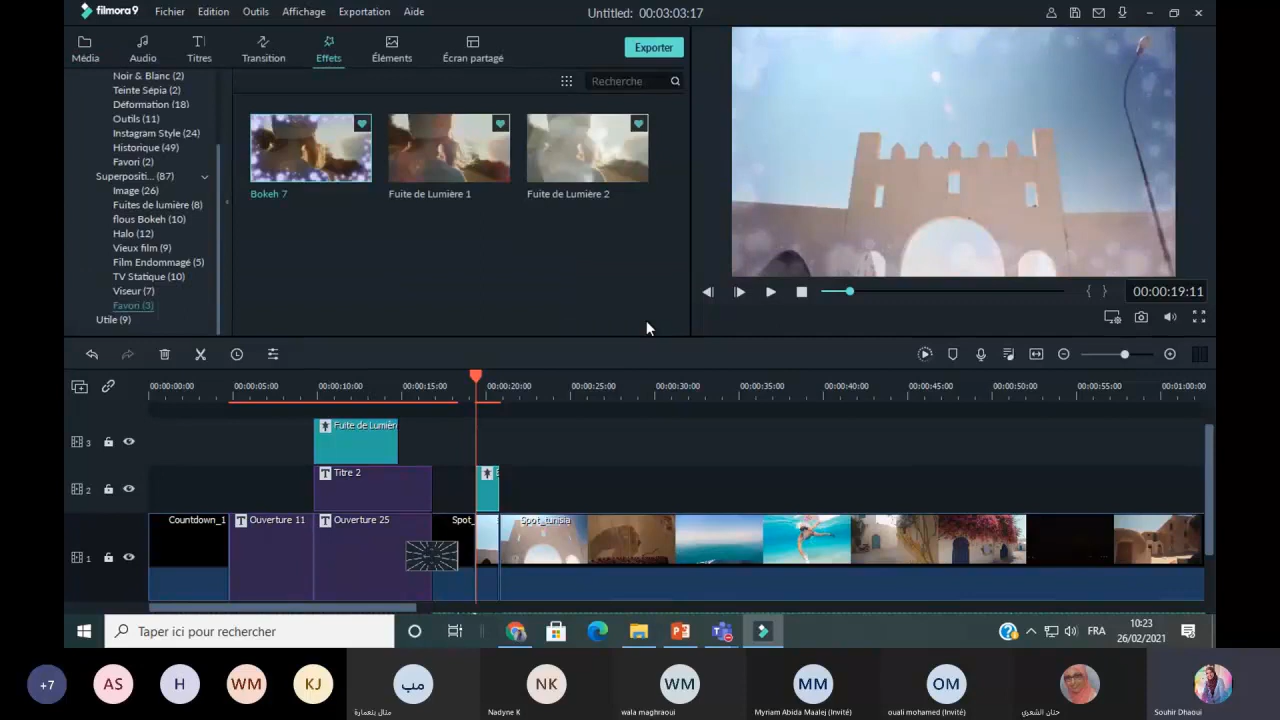 filmora9
Fichier Edition Outils Affichage Exportation Aide
Untitled: 00:03:03:17
Média Audio Titres Transition Effets Éléments Écran partagé
Exporter
Recherche
Noir & Blanc (2)
Teinte Sépia (2)
Déformation (18)
Outils (11)
Instagram Style (24)
Historique (49)
Favori (2)
Superpositi... (87)
Image (26)
Fuites de lumière (8)
flous Bokeh (10)
Halo (12)
Vieux film (9)
Film Endommagé (5)
TV Statique (10)
Viseur (7)
Favori (3)
Utile (9)
Bokeh 7
Fuite de Lumière 1
Fuite de Lumière 2
00:00:19:11
00:00:00:00 00:00:05:00 00:00:10:00 00:00:15:00 00:00:20:00 00:00:25:00 00:00:30:00 00:00:35:00 00:00:40:00 00:00:45:00 00:00:50:00 00:00:55:00 00:01:00:00
3
Fuite de Lumièr
2
Titre 2
1
Countdown_1 Ouverture 11 Ouverture 25 Spot_ Spot_tunisia
Taper ici pour rechercher
FRA
10:23
26/02/2021
+7 AS H WM KJ مب NK WM MM OM
منال بنعمارة
Nadyne K
wala maghraoui
Myriam Abida Maalej (Invité)
ouali mohamed (Invité)
حنان الشعري
Souhir Dhaoui